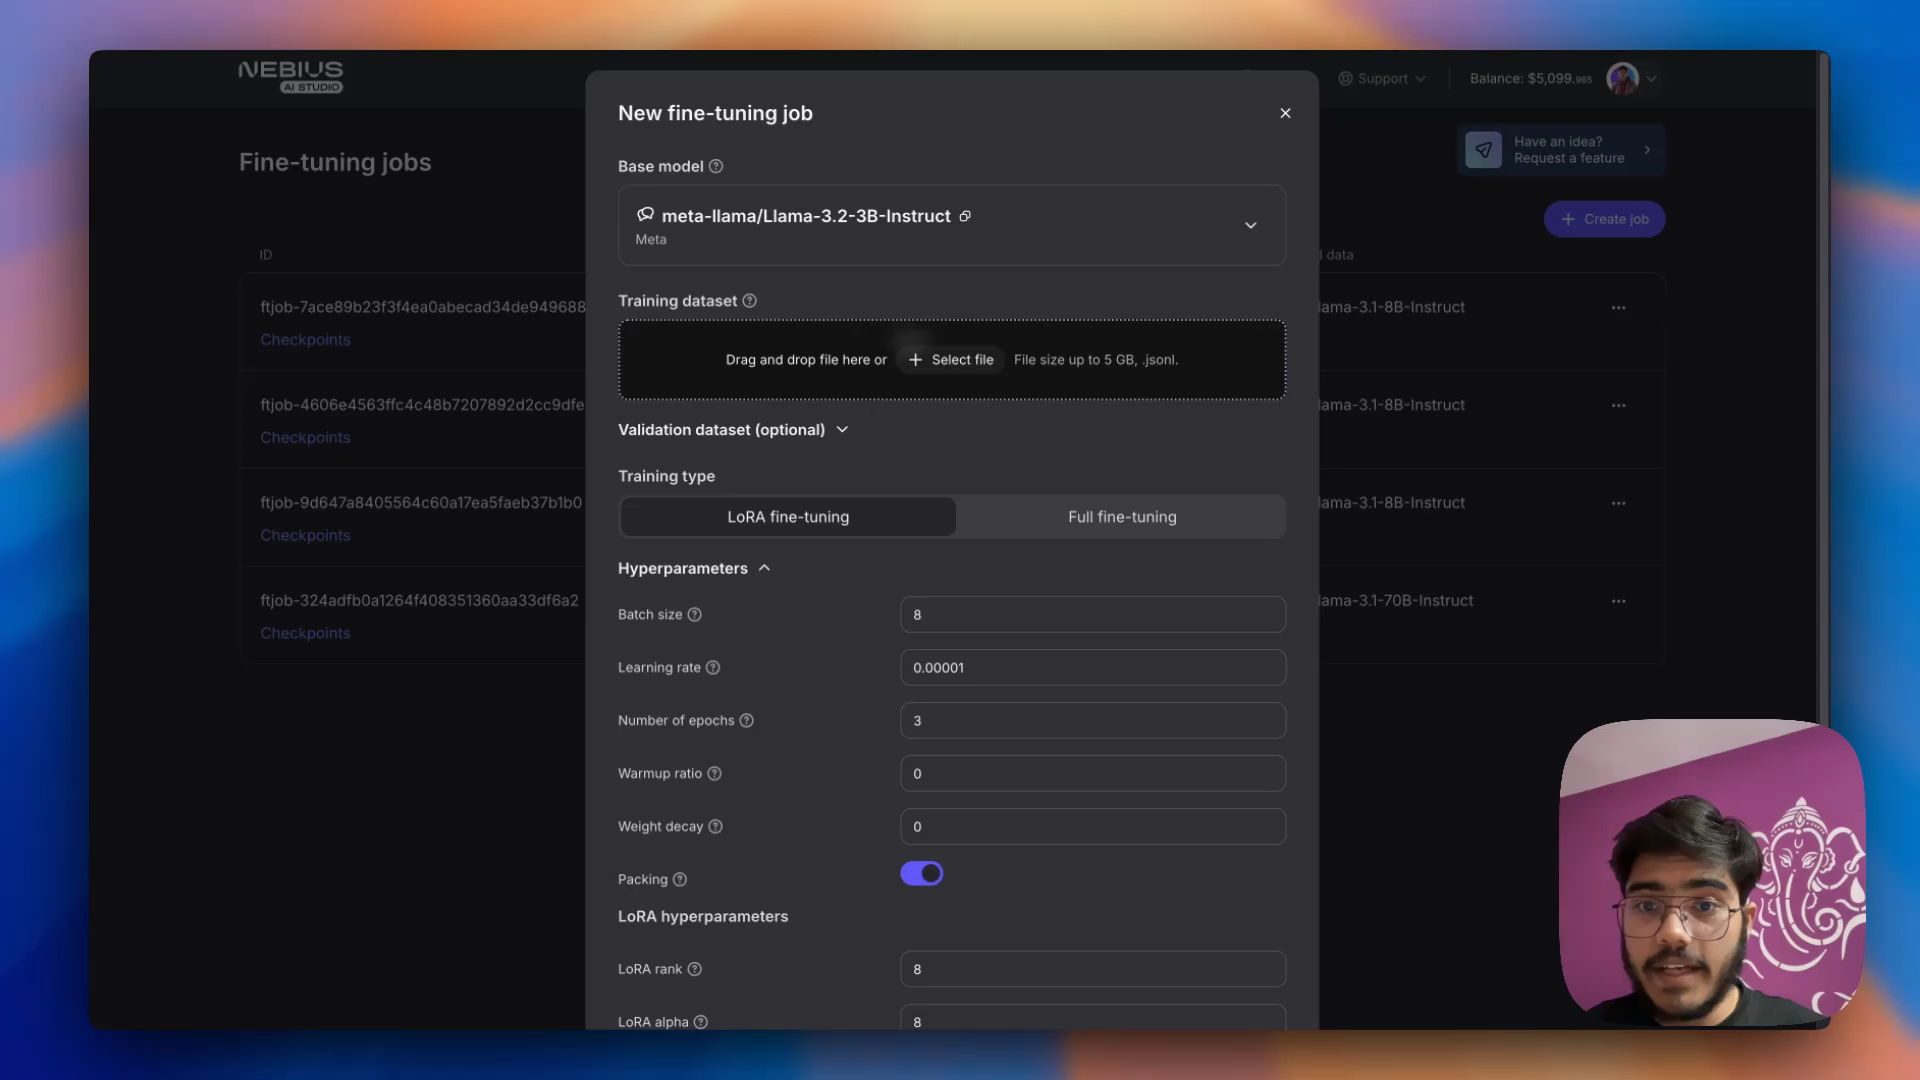 NEBIUS
AI STUDIO
Support
Balance: $5,099.965
Fine-tuning jobs
Have an idea?
Request a feature
Create job
ID
data
ftjob-7ace89b23f3f4ea0abecad34de949688
Checkpoints
lama-3.1-8B-Instruct
ftjob-4606e4563ffc4c48b7207892d2cc9dfe
Checkpoints
lama-3.1-8B-Instruct
ftjob-9d647a8405564c60a17ea5faeb37b1b0
Checkpoints
lama-3.1-8B-Instruct
ftjob-324adfb0a1264f408351360aa33df6a2
Checkpoints
lama-3.1-70B-Instruct
New fine-tuning job
Base model
meta-llama/Llama-3.2-3B-Instruct
Meta
Training dataset
Drag and drop file here or + Select file File size up to 5 GB, .jsonl.
Validation dataset (optional)
Training type
LoRA fine-tuning Full fine-tuning
Hyperparameters
Batch size 8
Learning rate 0.00001
Number of epochs 3
Warmup ratio 0
Weight decay 0
Packing
LoRA hyperparameters
LoRA rank 8
LoRA alpha 8